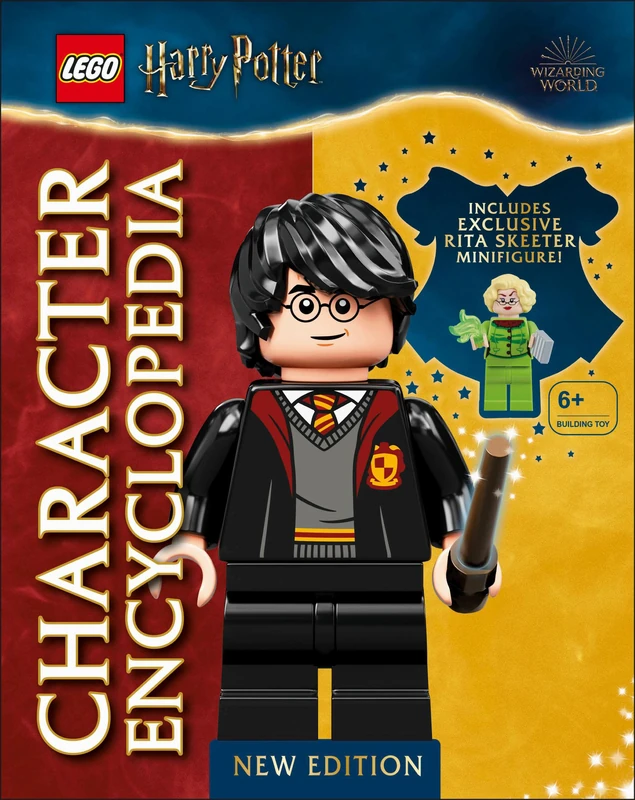 LEGO
Harry Potter
WIZARDING
WORLD
CHARACTER
ENCYCLOPEDIA
INCLUDES
EXCLUSIVE
RITA SKEETER
MINIFIGURE!
6+
BUILDING TOY
NEW EDITION